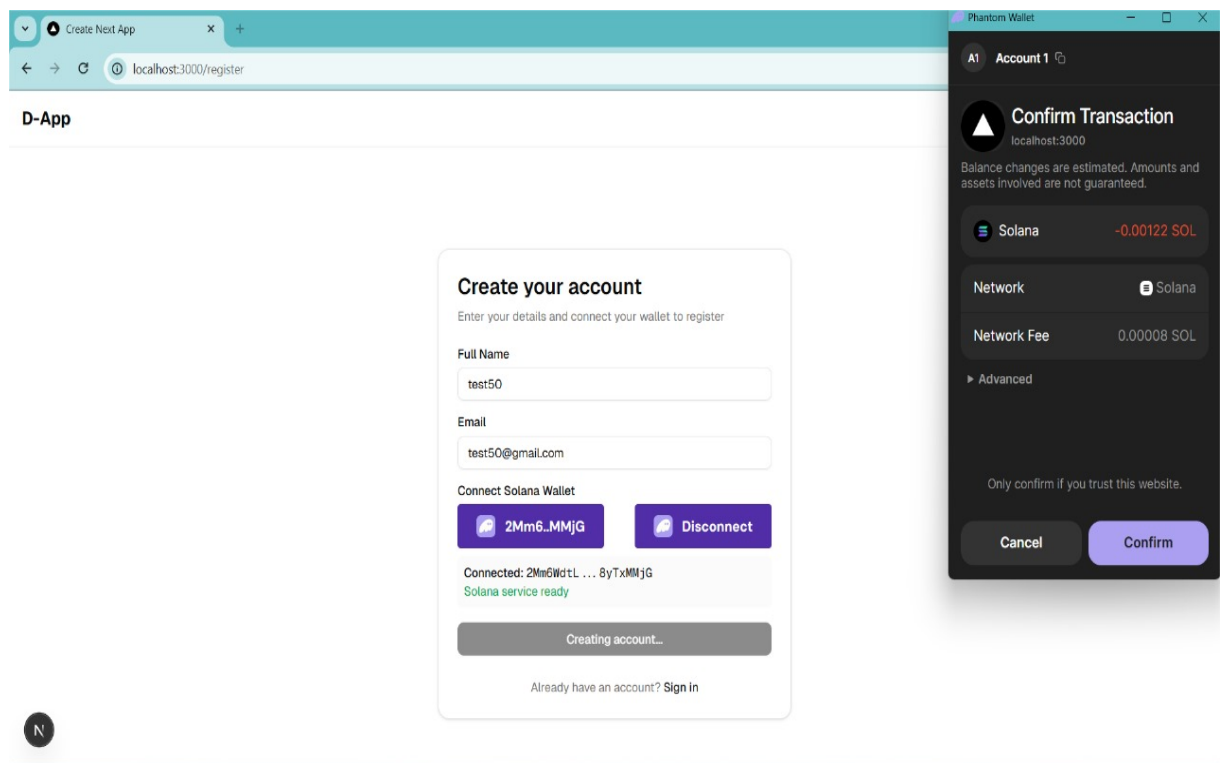 Create Next App
localhost:3000/register
D-App
Create your account
Enter your details and connect your wallet to register
Full Name
test50
Email
test50@gmail.com
Connect Solana Wallet
2Mm6..MMjG
Disconnect
Connected: 2Mm6WdtL ... 8yTxMMjG
Solana service ready
Creating account...
Already have an account? Sign in
N
Phantom Wallet
A1 Account 1
Confirm Transaction
localhost:3000
Balance changes are estimated. Amounts and
assets involved are not guaranteed.
Solana -0.00122 SOL
Network Solana
Network Fee 0.00008 SOL
Advanced
Only confirm if you trust this website.
Cancel Confirm